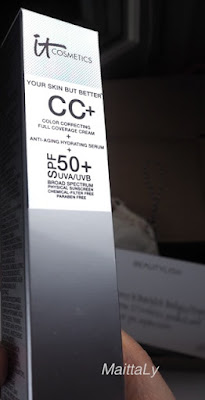 it
COSMETICS
YOUR SKIN BUT BETTER
CC+
COLOR CORRECTING
FULL COVERAGE CREAM
+
ANTI-AGING HYDRATING SERUM
+
SPF 50+
UVA/UVB
BROAD SPECTRUM
PHYSICAL SUNSCREEN
CHEMICAL-FILTER FREE
PARABEN FREE
BEAUTYLISH
MaittaLy